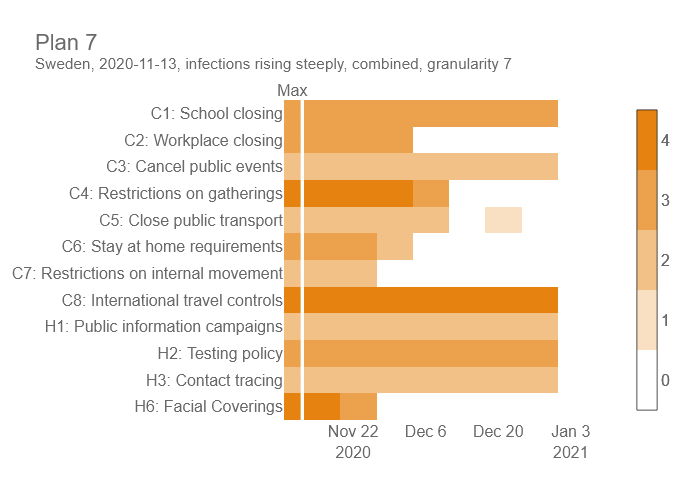 Plan 7
Sweden, 2020-11-13, infections rising steeply, combined, granularity 7
Max
C1: School closing
C2: Workplace closing
C3: Cancel public events
C4: Restrictions on gatherings
C5: Close public transport
C6: Stay at home requirements
C7: Restrictions on internal movement
C8: International travel controls
H1: Public information campaigns
H2: Testing policy
H3: Contact tracing
H6: Facial Coverings
Nov 22 Dec 6 Dec 20 Jan 3
2020 2021
4
3
2
1
0